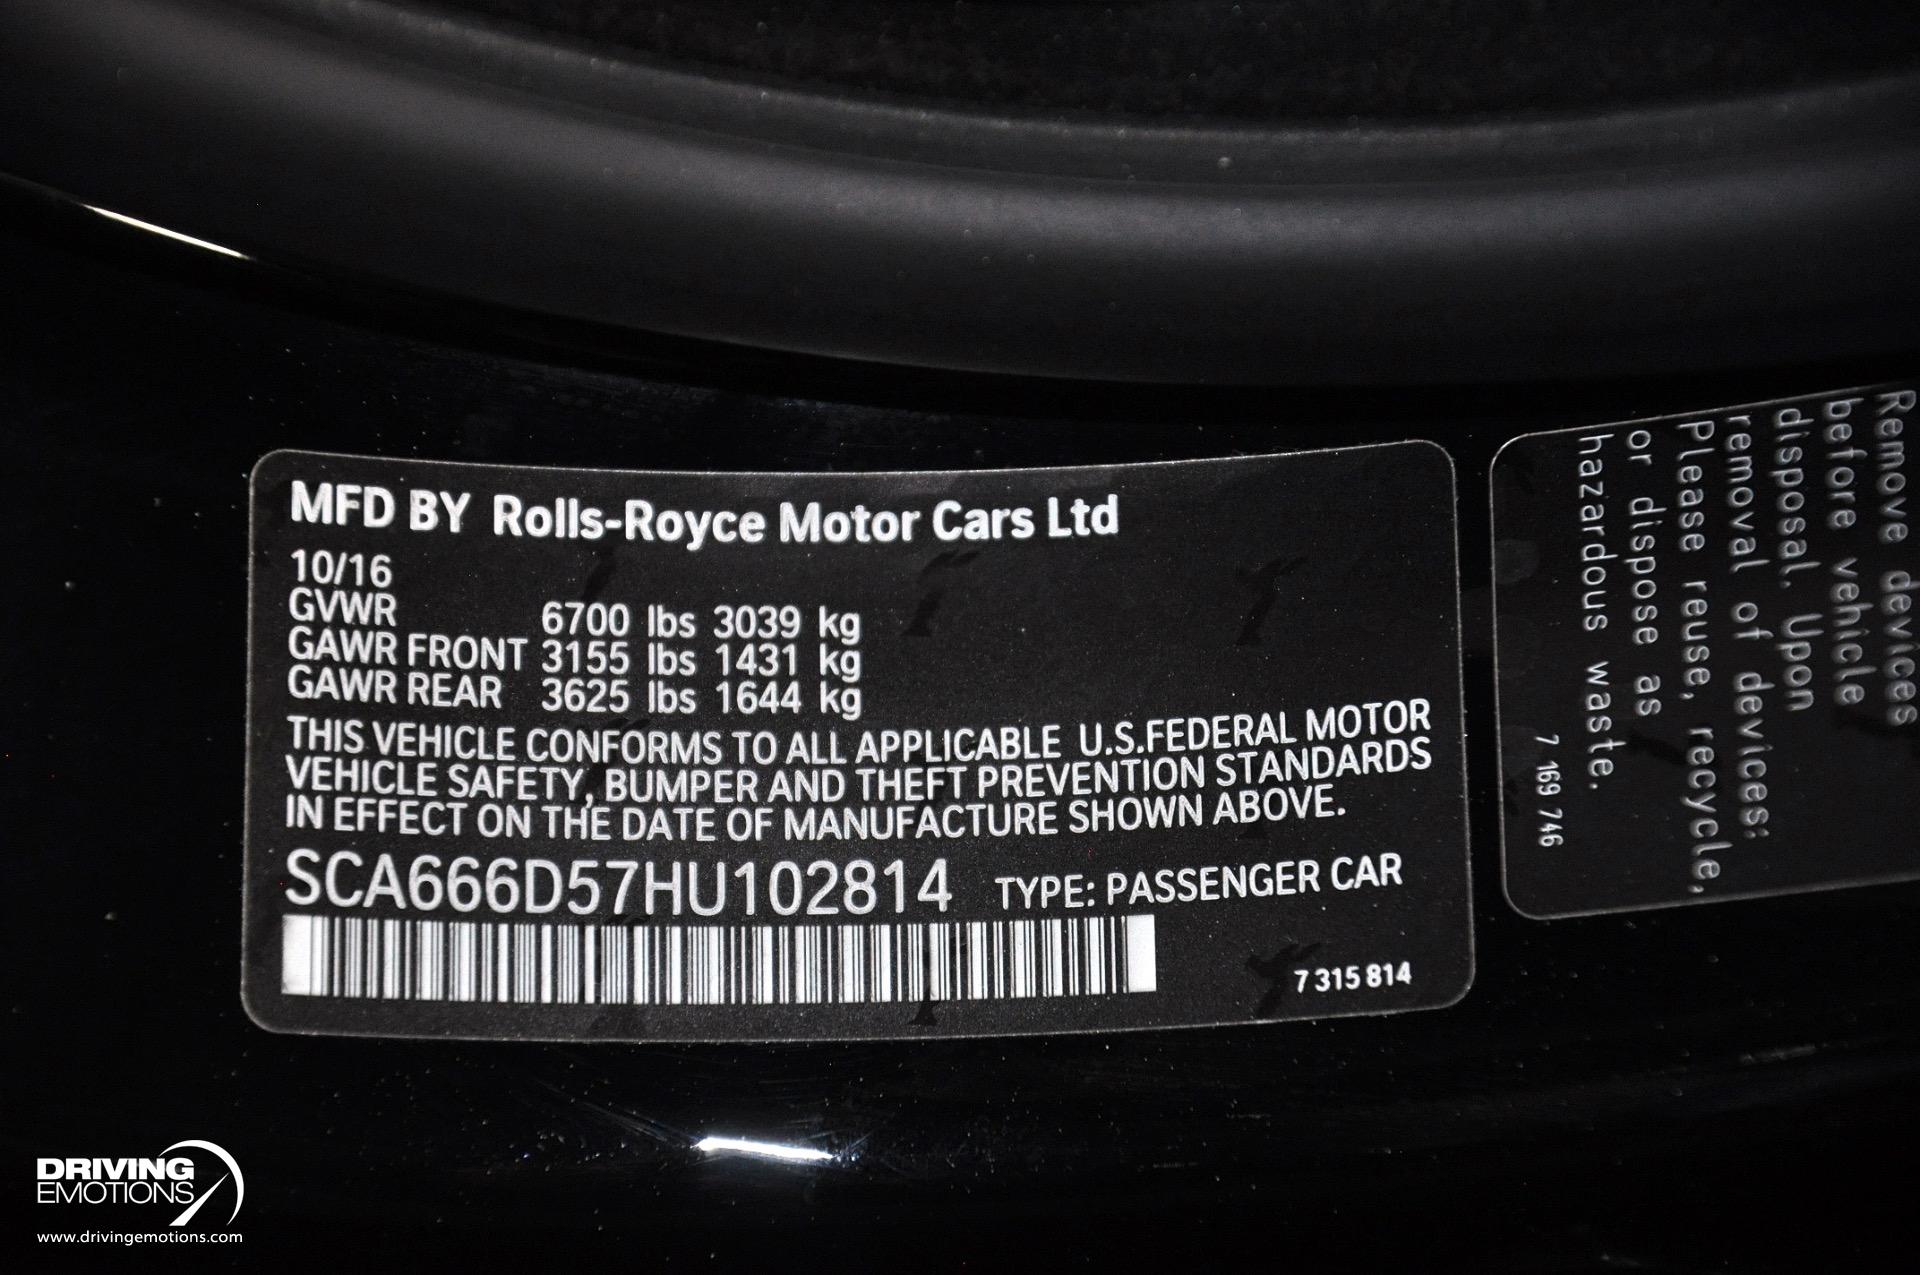 MFD BY Rolls-Royce Motor Cars Ltd
10/16
GVWR 6700 lbs 3039 kg
GAWR FRONT 3155 lbs 1431 kg
GAWR REAR 3625 lbs 1644 kg
THIS VEHICLE CONFORMS TO ALL APPLICABLE U.S.FEDERAL MOTOR
VEHICLE SAFETY, BUMPER AND THEFT PREVENTION STANDARDS
IN EFFECT ON THE DATE OF MANUFACTURE SHOWN ABOVE.
SCA666D57HU102814 TYPE: PASSENGER CAR
7 315 814
Remove devices
before vehicle
disposal. Upon
removal of devices:
Please reuse, recycle,
or dispose as
hazardous waste.
7 169 746
DRIVING
EMOTIONS
www.drivingemotions.com